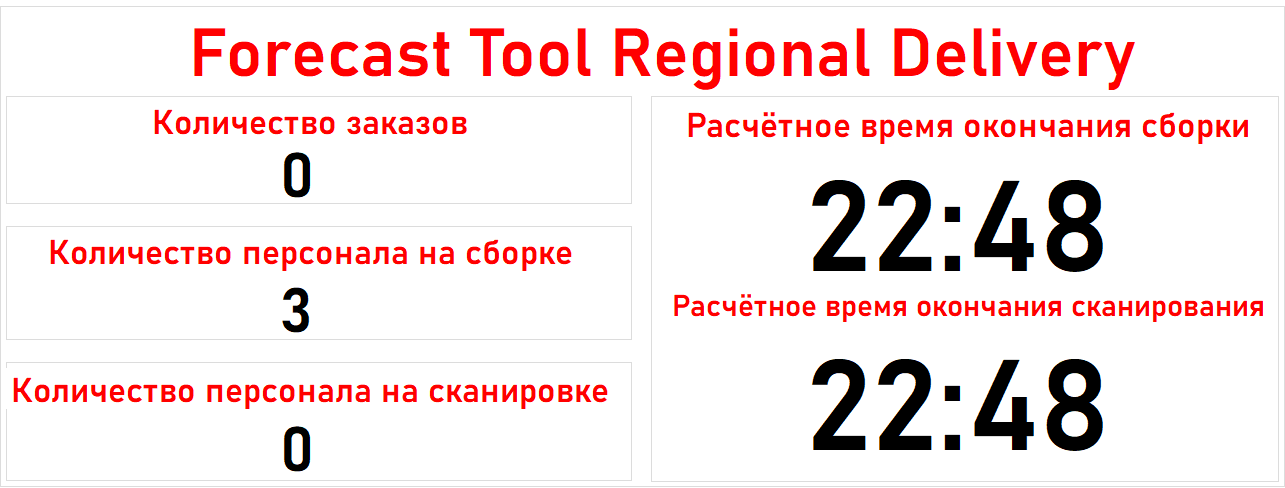 Forecast Tool Regional Delivery
Количество заказов
0
Количество персонала на сборке
3
Количество персонала на сканировке
0
Расчётное время окончания сборки
22:48
Расчётное время окончания сканирования
22:48